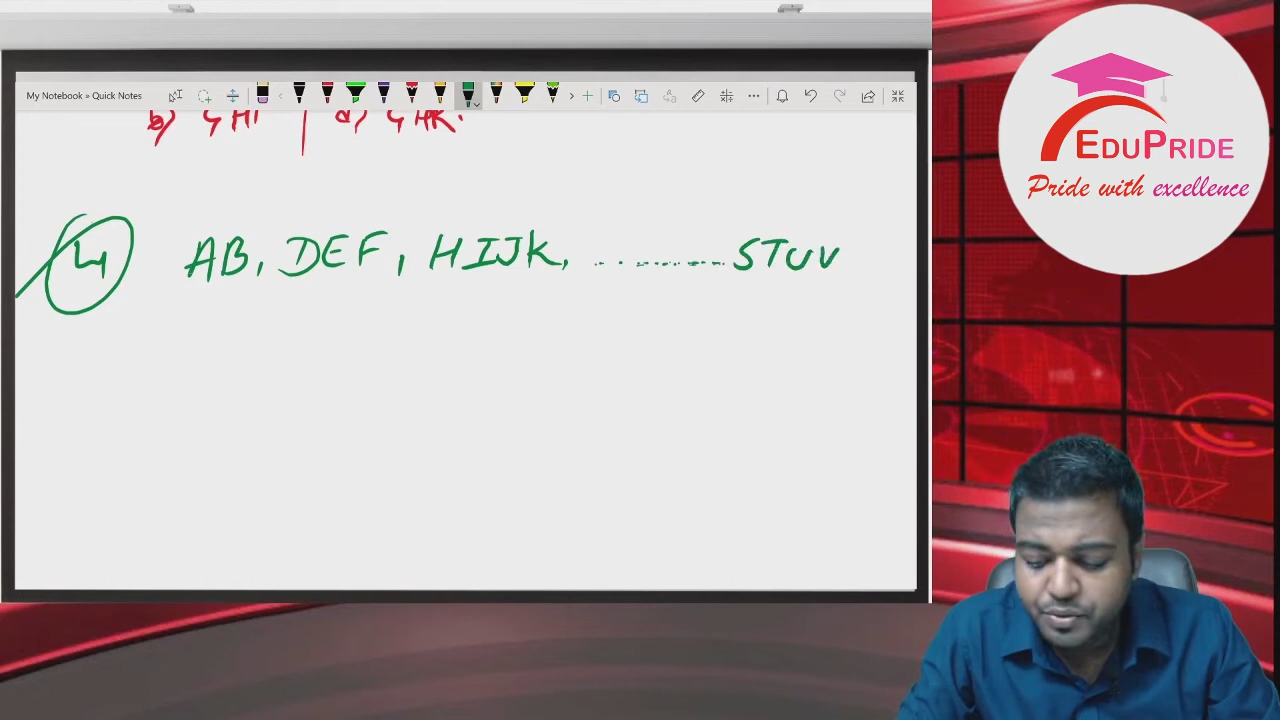 EDUPRIDE
Pride with excellence
My Notebook » Quick Notes
4 AB, DEF, HIJK, ............ STUV